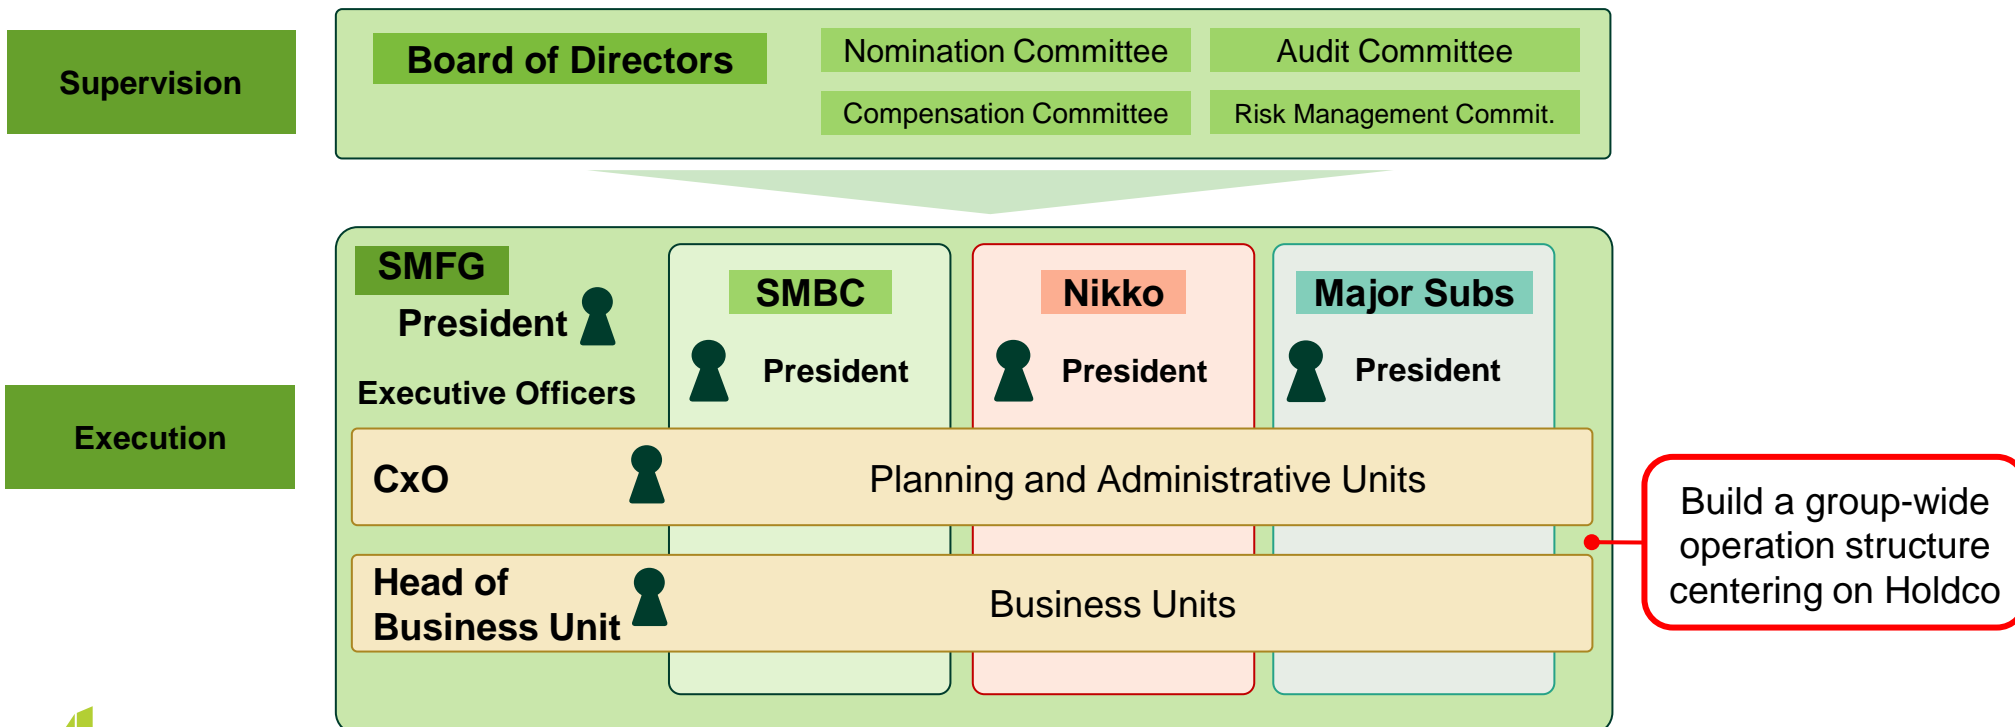 Supervision
Board of Directors
Nomination Committee
Audit Committee
Compensation Committee
Risk Management Commit.
SMFG
President
Executive Officers
SMBC
President
Nikko
President
Major Subs
President
Execution
CxO
Planning and Administrative Units
Head of
Business Unit
Business Units
Build a group-wide
operation structure
centering on Holdco